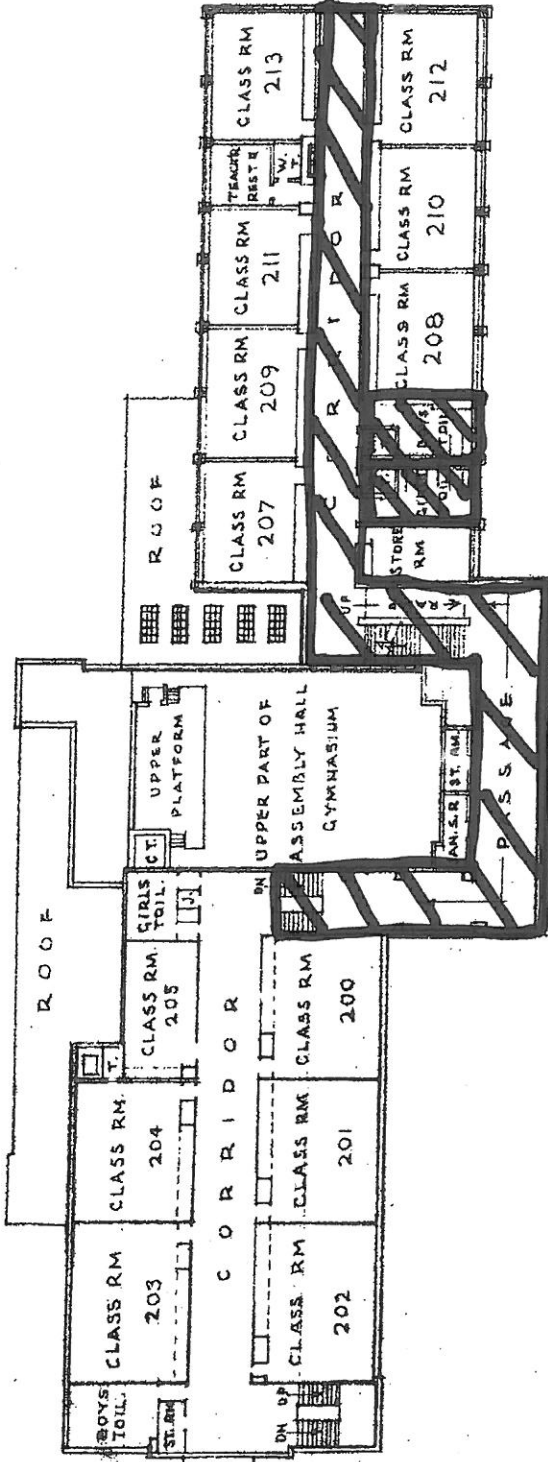 ROOF
BOYS
TOIL.
ST. RM
CLASS RM
203
CLASS RM.
204
T.
CLASS RM.
205
GIRLS
TOIL.
J.
CT.
UPPER
PLATFORM
CORRIDOR
DN
UP
CLASS RM
202
CLASS RM
201
CLASS RM
200
DN
UPPER PART OF
ASSEMBLY HALL
GYMNASIUM
AN. S. R
ST. RM.
PASSAGE
ROOF
CLASS RM
207
CLASS RM
209
CLASS RM
211
TEACH
RESTR
W.
T.
CLASS RM
213
CORRIDOR
UP
STORE
RM
CLASS RM
208
CLASS RM
210
CLASS RM
212